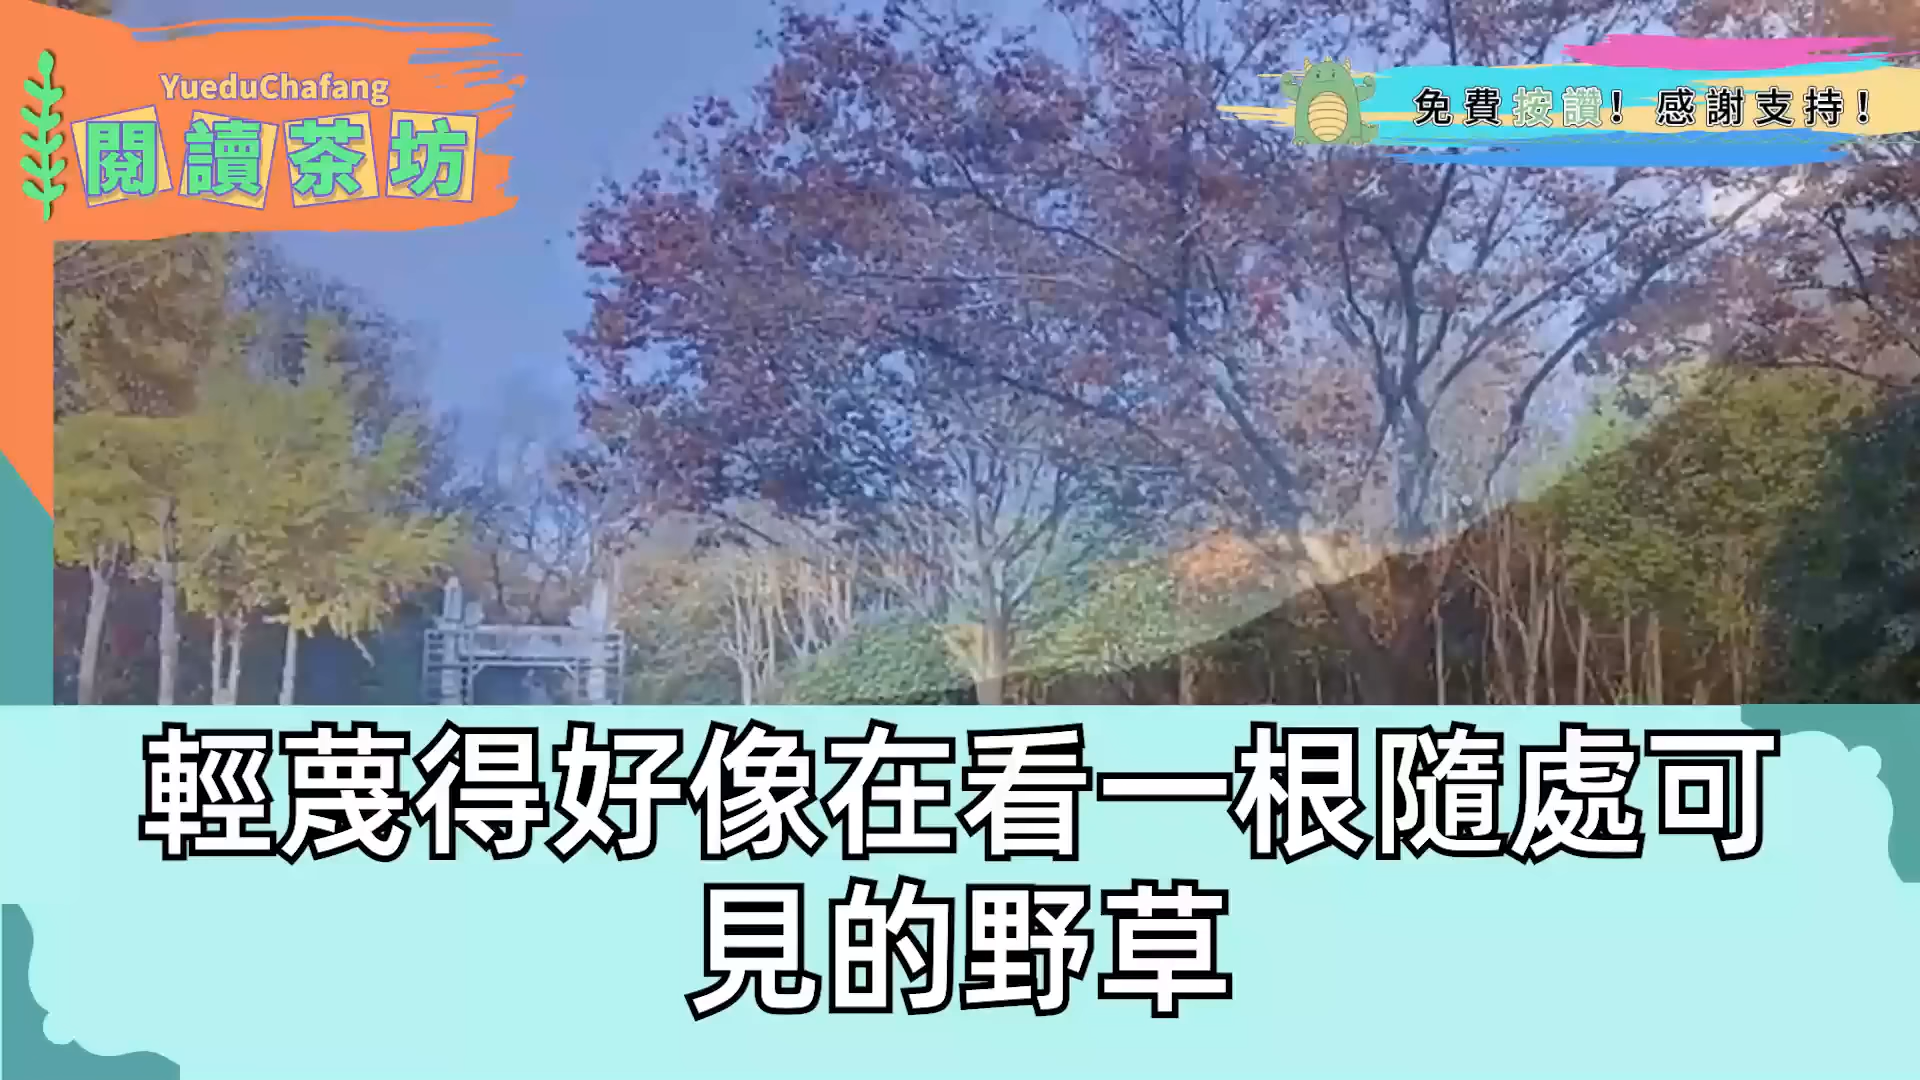 YueduChafang
閱讀茶坊
免費按讚！感謝支持！
輕蔑得好像在看一根隨處可
見的野草